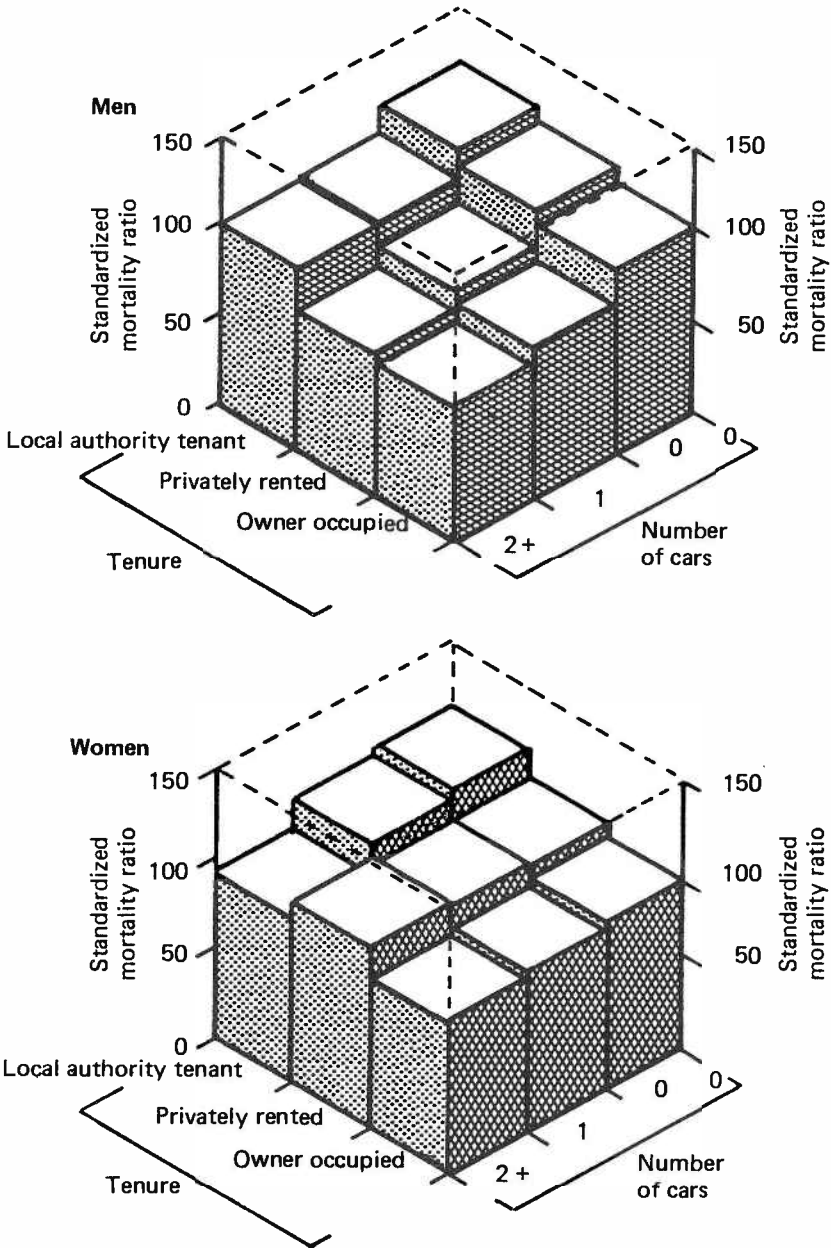 Men
150
100
50
0
Standardized
mortality ratio
150
100
50
0
Standardized
mortality ratio
Local authority tenant
Privately rented
Owner occupied
Tenure
2+
1
0
Number
of cars
Women
150
100
50
0
Standardized
mortality ratio
150
100
50
0
Standardized
mortality ratio
Local authority tenant
Privately rented
Owner occupied
Tenure
2+
1
0
Number
of cars